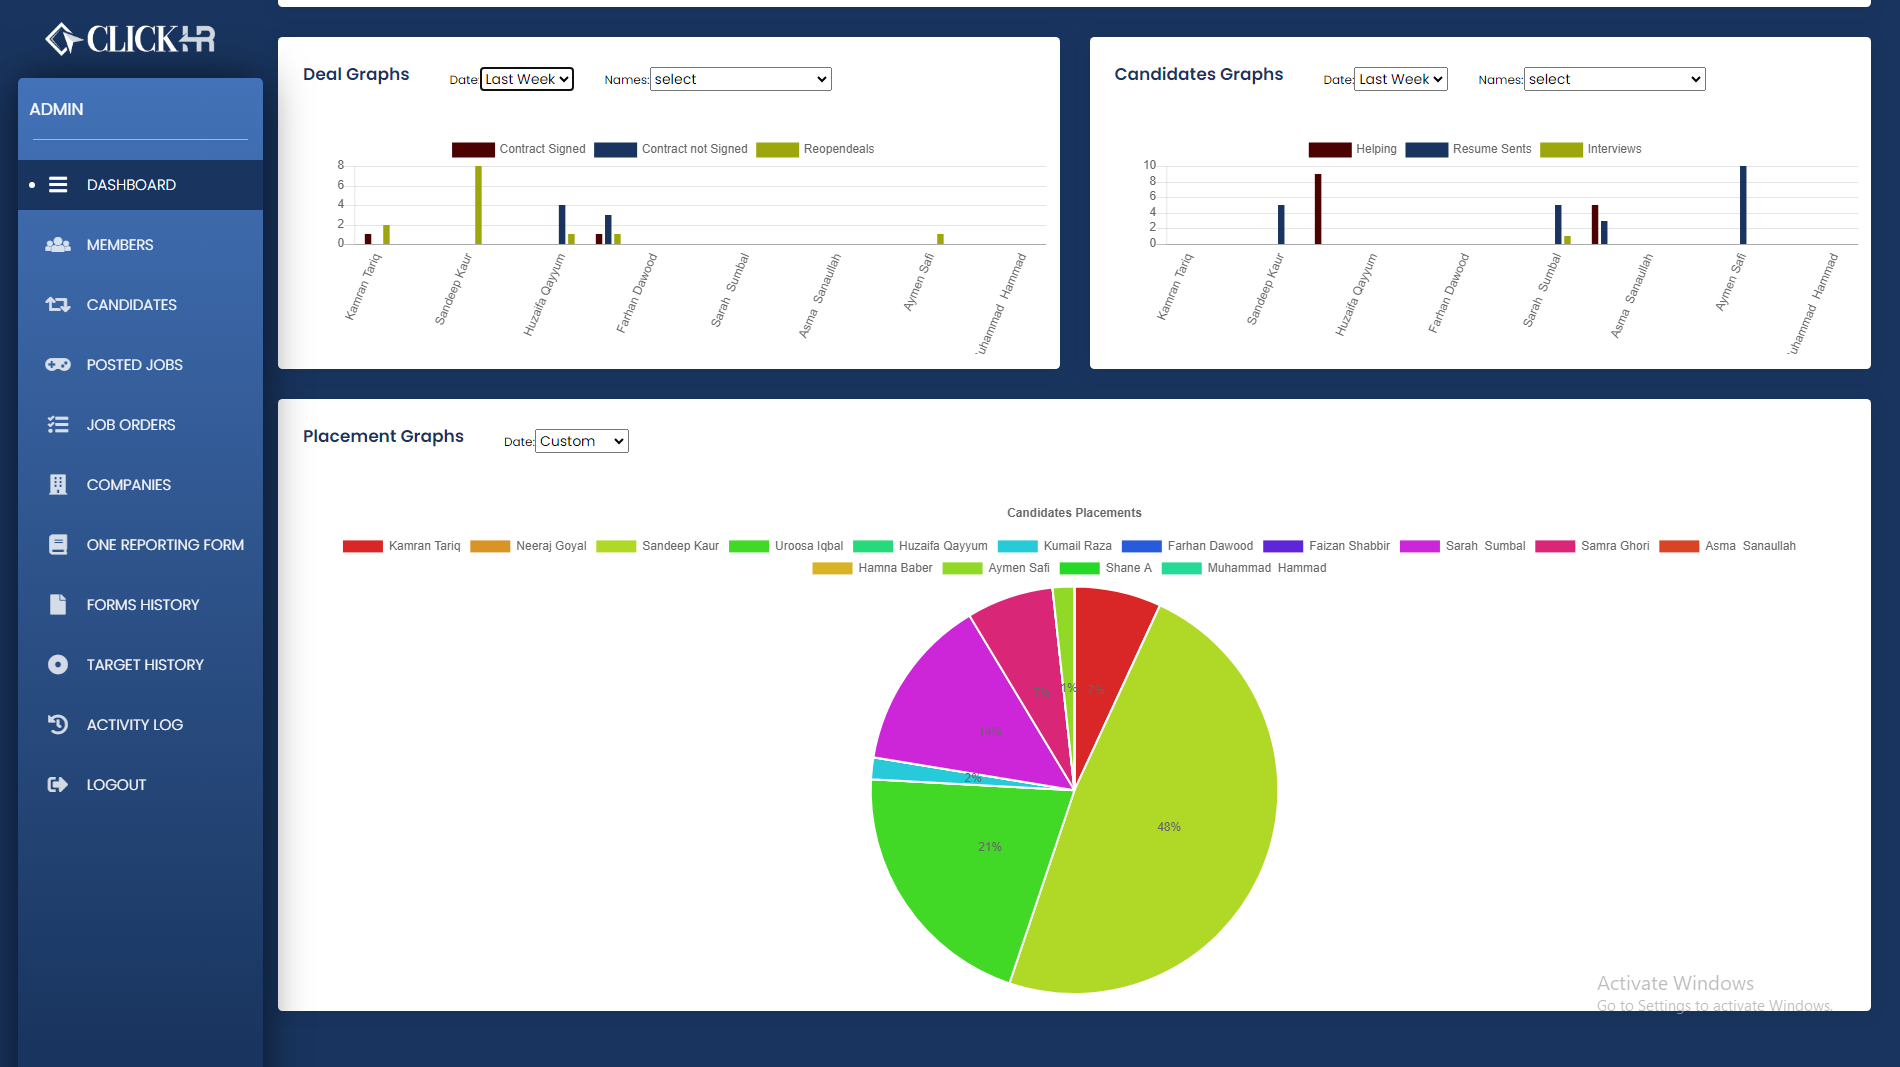 CLICKHR
ADMIN
DASHBOARD
MEMBERS
CANDIDATES
POSTED JOBS
JOB ORDERS
COMPANIES
ONE REPORTING FORM
FORMS HISTORY
TARGET HISTORY
ACTIVITY LOG
LOGOUT
Deal Graphs Date: Last Week Names: select
Contract Signed Contract not Signed Reopendeals
8
6
4
2
0
Kamran Tariq
Sandeep Kaur
Huzaifa Qayyum
Farhan Dawood
Sarah Sumbal
Asma Sanaullah
Aymen Safi
uhammad Hammad
Candidates Graphs Date: Last Week Names: select
Helping Resume Sents Interviews
10
8
6
4
2
0
Kamran Tariq
Sandeep Kaur
Huzaifa Qayyum
Farhan Dawood
Sarah Sumbal
Asma Sanaullah
Aymen Safi
uhammad Hammad
Placement Graphs Date: Custom
Candidates Placements
Kamran Tariq Neeraj Goyal Sandeep Kaur Uroosa Iqbal Huzaifa Qayyum Kumail Raza Farhan Dawood Faizan Shabbir Sarah Sumbal Samra Ghori Asma Sanaullah
Hamna Baber Aymen Safi Shane A Muhammad Hammad
7% 1% 7%
14%
2%
48%
21%
Activate Windows
Go to Settings to activate Windows.